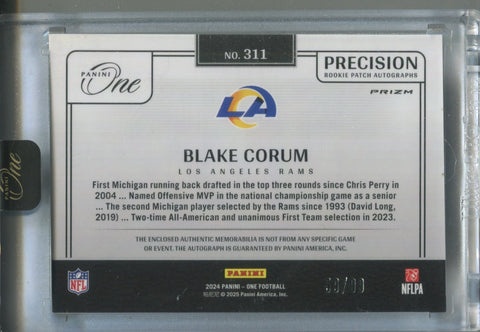 NO. 311
PANINI
One
PRECISION
ROOKIE PATCH AUTOGRAPHS
PRIZM
LA
BLAKE CORUM
LOS ANGELES RAMS
First Michigan running back drafted in the top three rounds since Chris Perry in
2004 ... Named Offensive MVP in the national championship game as a senior
... The second Michigan player selected by the Rams since 1993 (David Long,
2019) ... Two-time All-American and unanimous First Team selection in 2023.
THE ENCLOSED AUTHENTIC MEMORABILIA IS NOT FROM ANY SPECIFIC GAME
OR EVENT. THE AUTOGRAPH IS GUARANTEED BY PANINI AMERICA, INC.
NFL
PANINI
NFLPA
2024 PANINI – ONE FOOTBALL
© 2025 Panini America, Inc.
PANINI
One